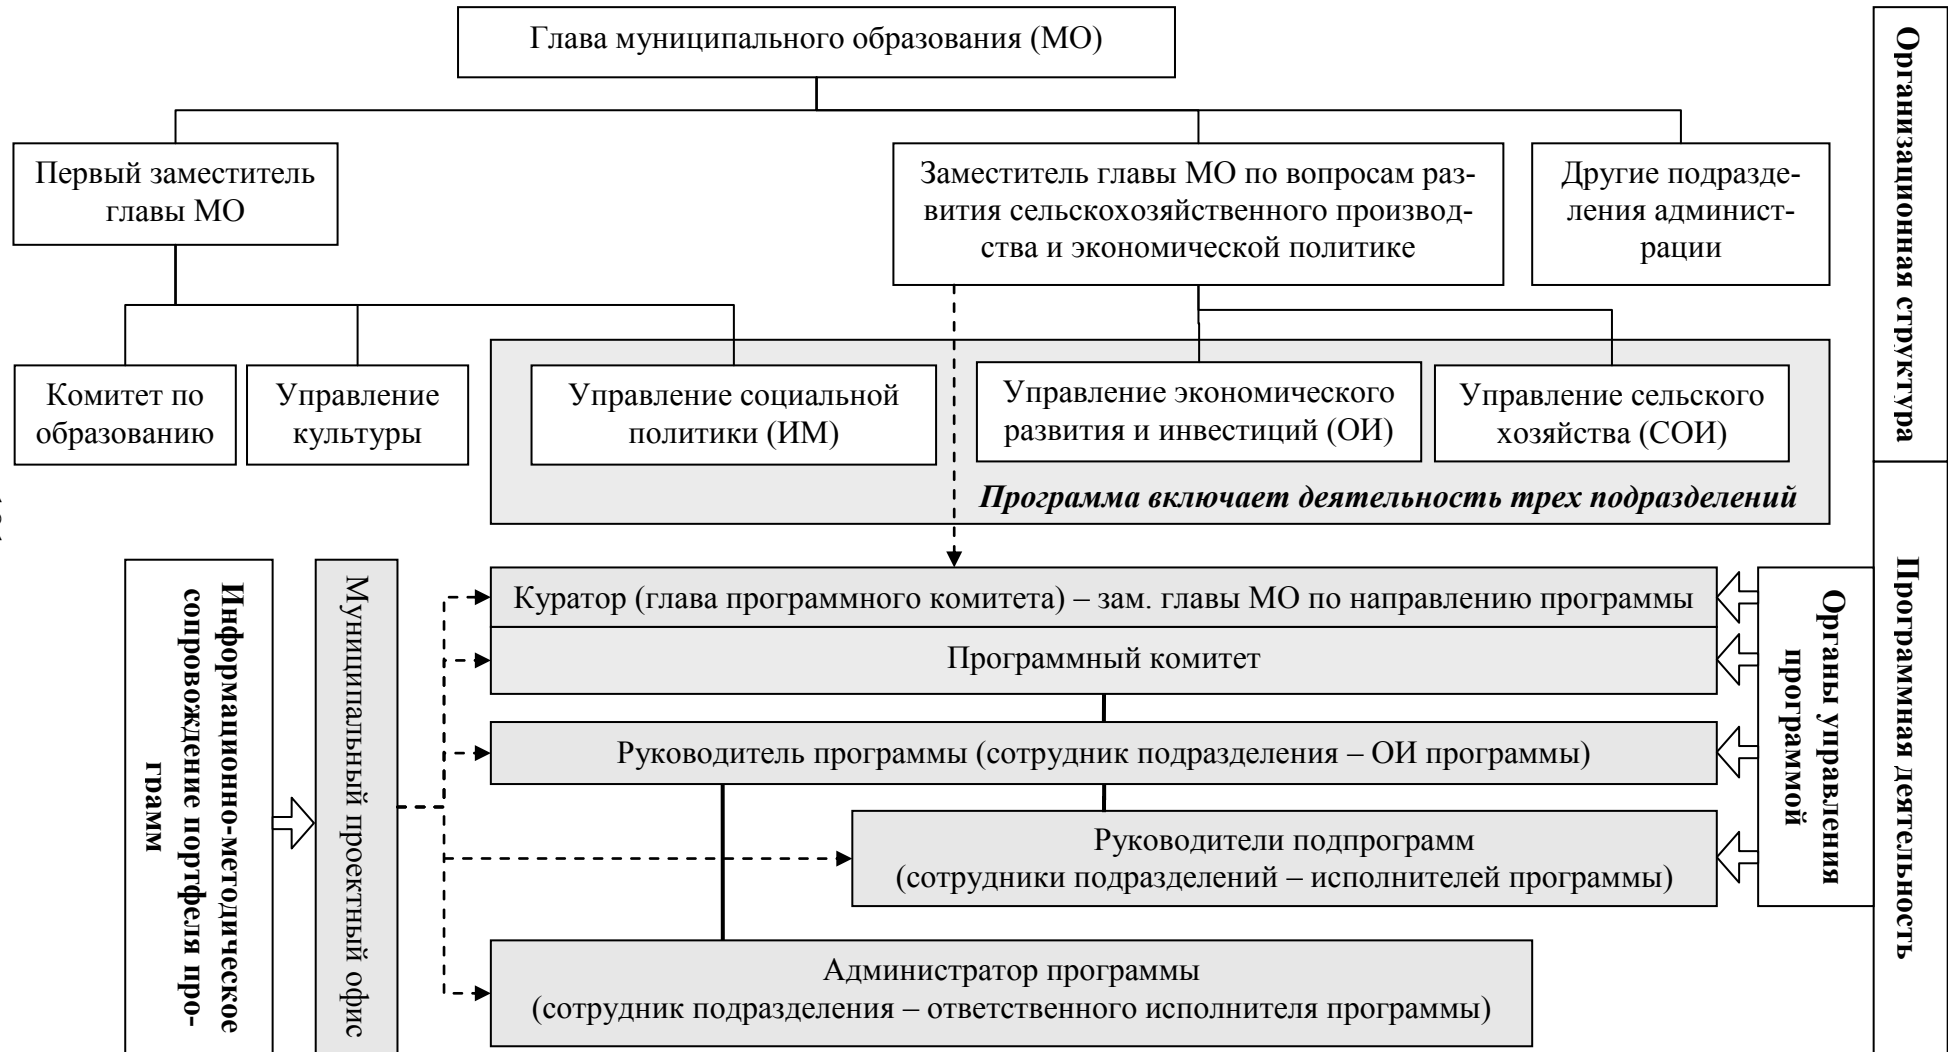 Глава муниципального образования (МО)
Организационная структура
Первый заместитель
главы МО
Заместитель главы МО по вопросам раз-
вития сельскохозяйственного производ-
ства и экономической политике
Другие подразде-
ления админист-
рации
Комитет по
образованию
Управление
культуры
Управление социальной
политики (ИМ)
Управление экономического
развития и инвестиций (ОИ)
Управление сельского
хозяйства (СОИ)
Программа включает деятельность трех подразделений
Программная деятельность
Информационно-методическое
сопровождение портфеля про-
грамм
Муниципальный проектный офис
Куратор (глава программного комитета) – зам. главы МО по направлению программы
Программный комитет
Руководитель программы (сотрудник подразделения – ОИ программы)
Руководители подпрограмм
(сотрудники подразделений – исполнителей программы)
Администратор программы
(сотрудник подразделения – ответственного исполнителя программы)
Органы управления
программой